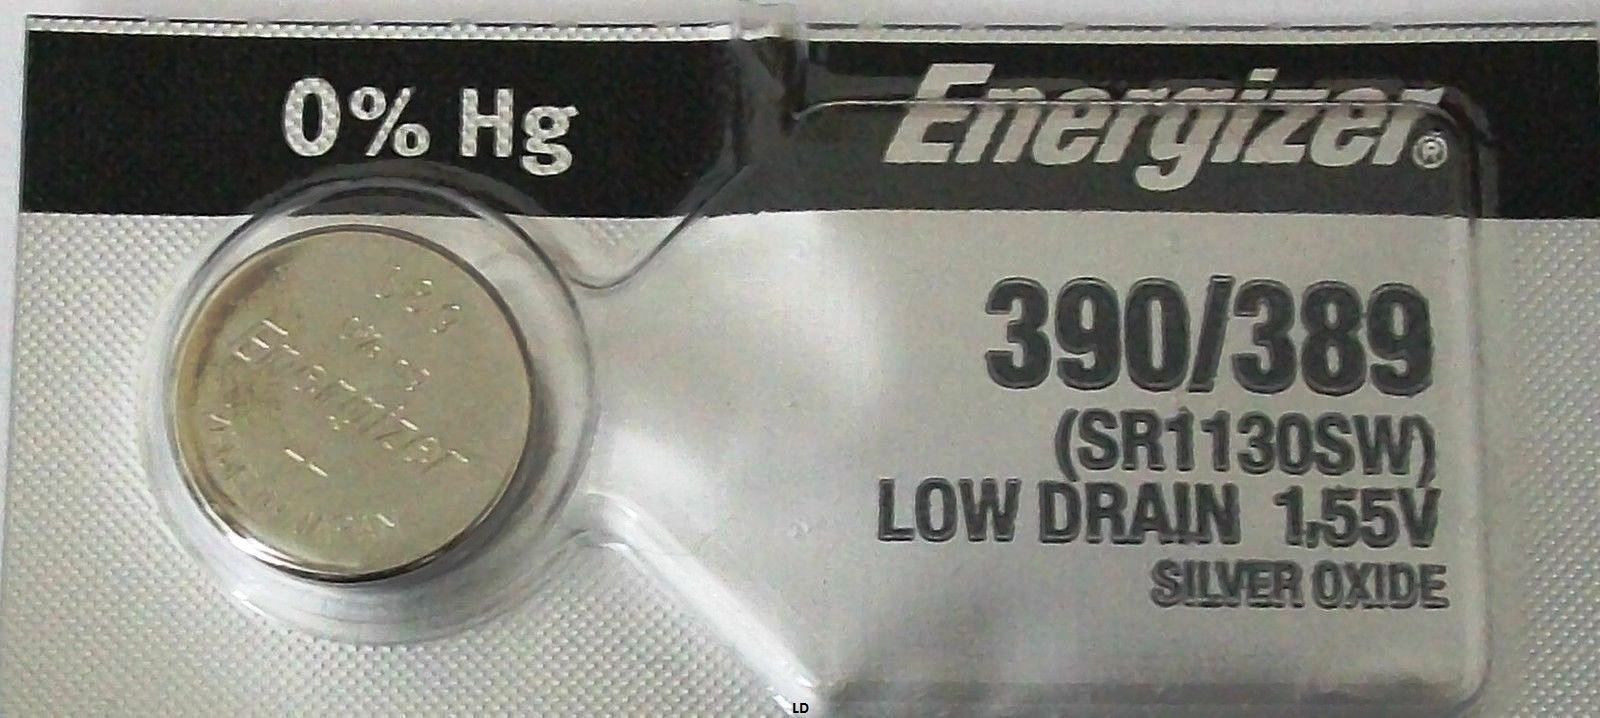 0% Hg
Energizer®
390/389
(SR1130SW)
LOW DRAIN 1.55V
SILVER OXIDE
Energizer
LD